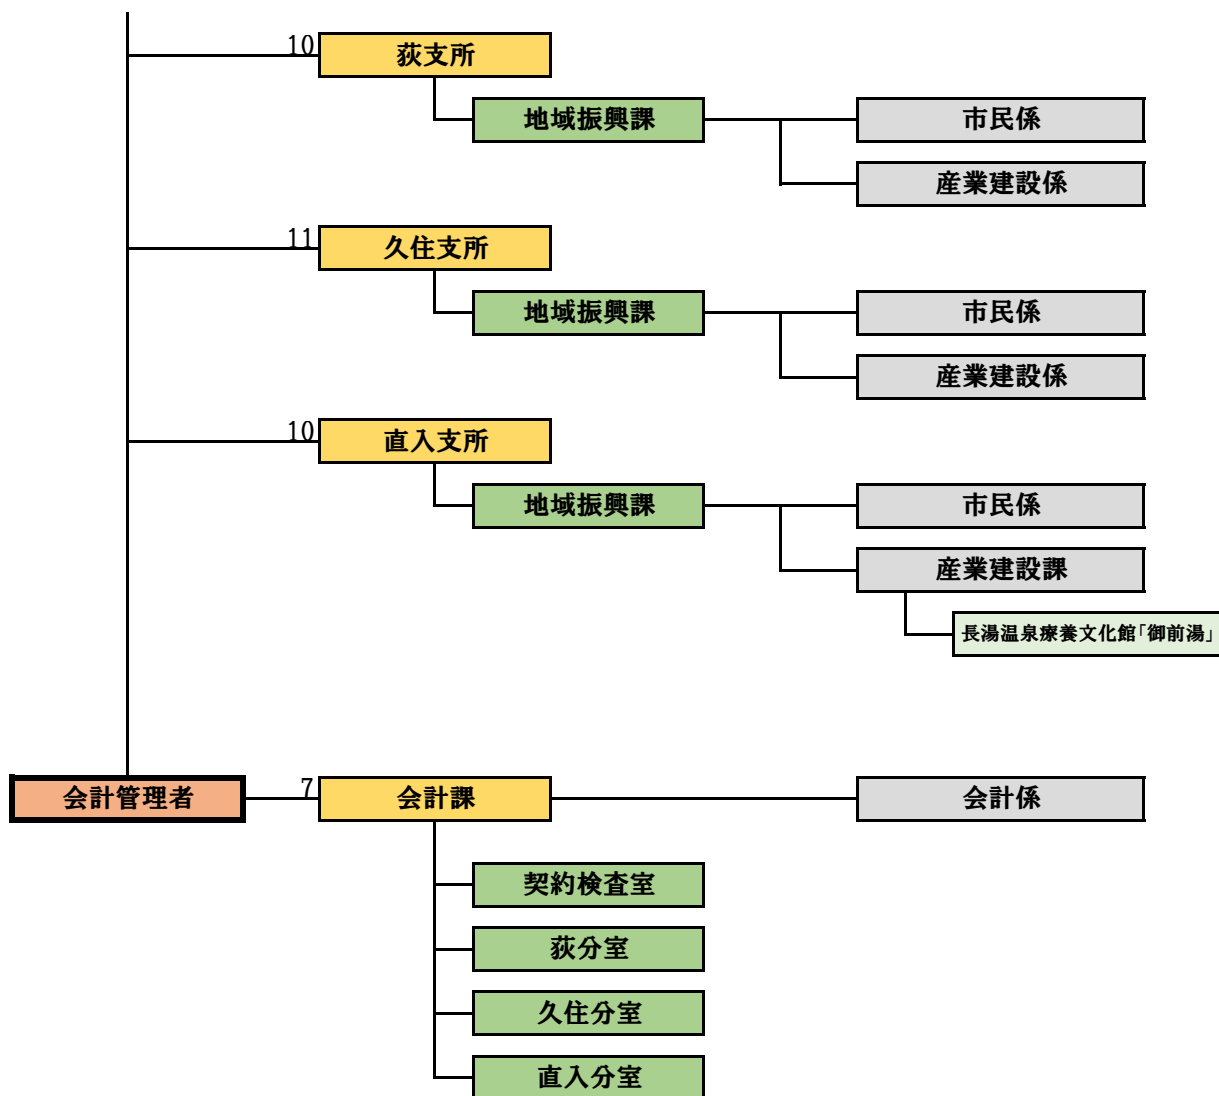 10
荻支所
地域振興課
市民係
産業建設係
11
久住支所
地域振興課
市民係
産業建設係
10
直入支所
地域振興課
市民係
産業建設課
長湯温泉療養文化館「御前湯」
会計管理者
7
会計課
会計係
契約検査室
荻分室
久住分室
直入分室